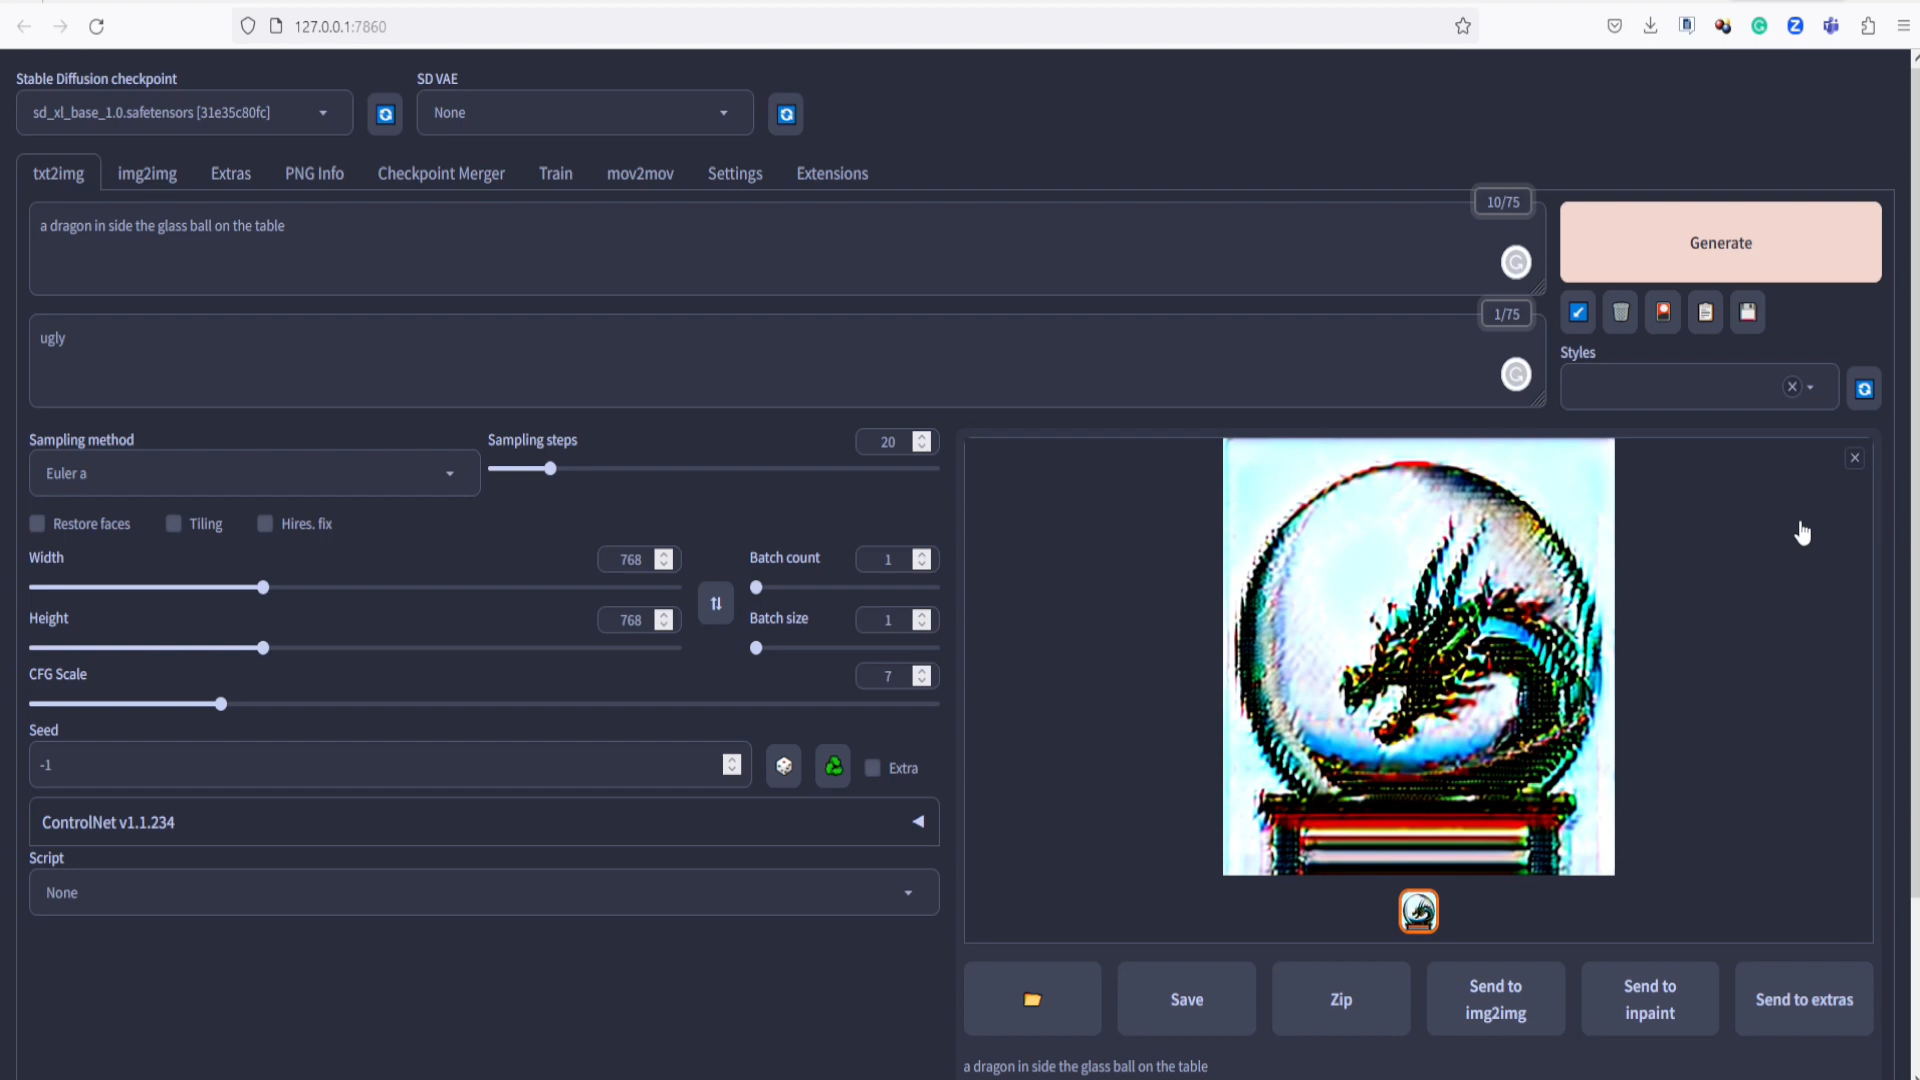 127.0.0.1:7860
Stable Diffusion checkpoint
SD VAE
sd_xl_base_1.0.safetensors [31e35c80fc]
None
txt2img
img2img
Extras
PNG Info
Checkpoint Merger
Train
mov2mov
Settings
Extensions
10/75
a dragon in side the glass ball on the table
Generate
1/75
ugly
Styles
Sampling method
Sampling steps
20
Euler a
Restore faces
Tiling
Hires. fix
Width
768
Batch count
1
Height
768
Batch size
1
CFG Scale
7
Seed
-1
Extra
ControlNet v1.1.234
Script
None
Save
Zip
Send to
img2img
Send to
inpaint
Send to extras
a dragon in side the glass ball on the table